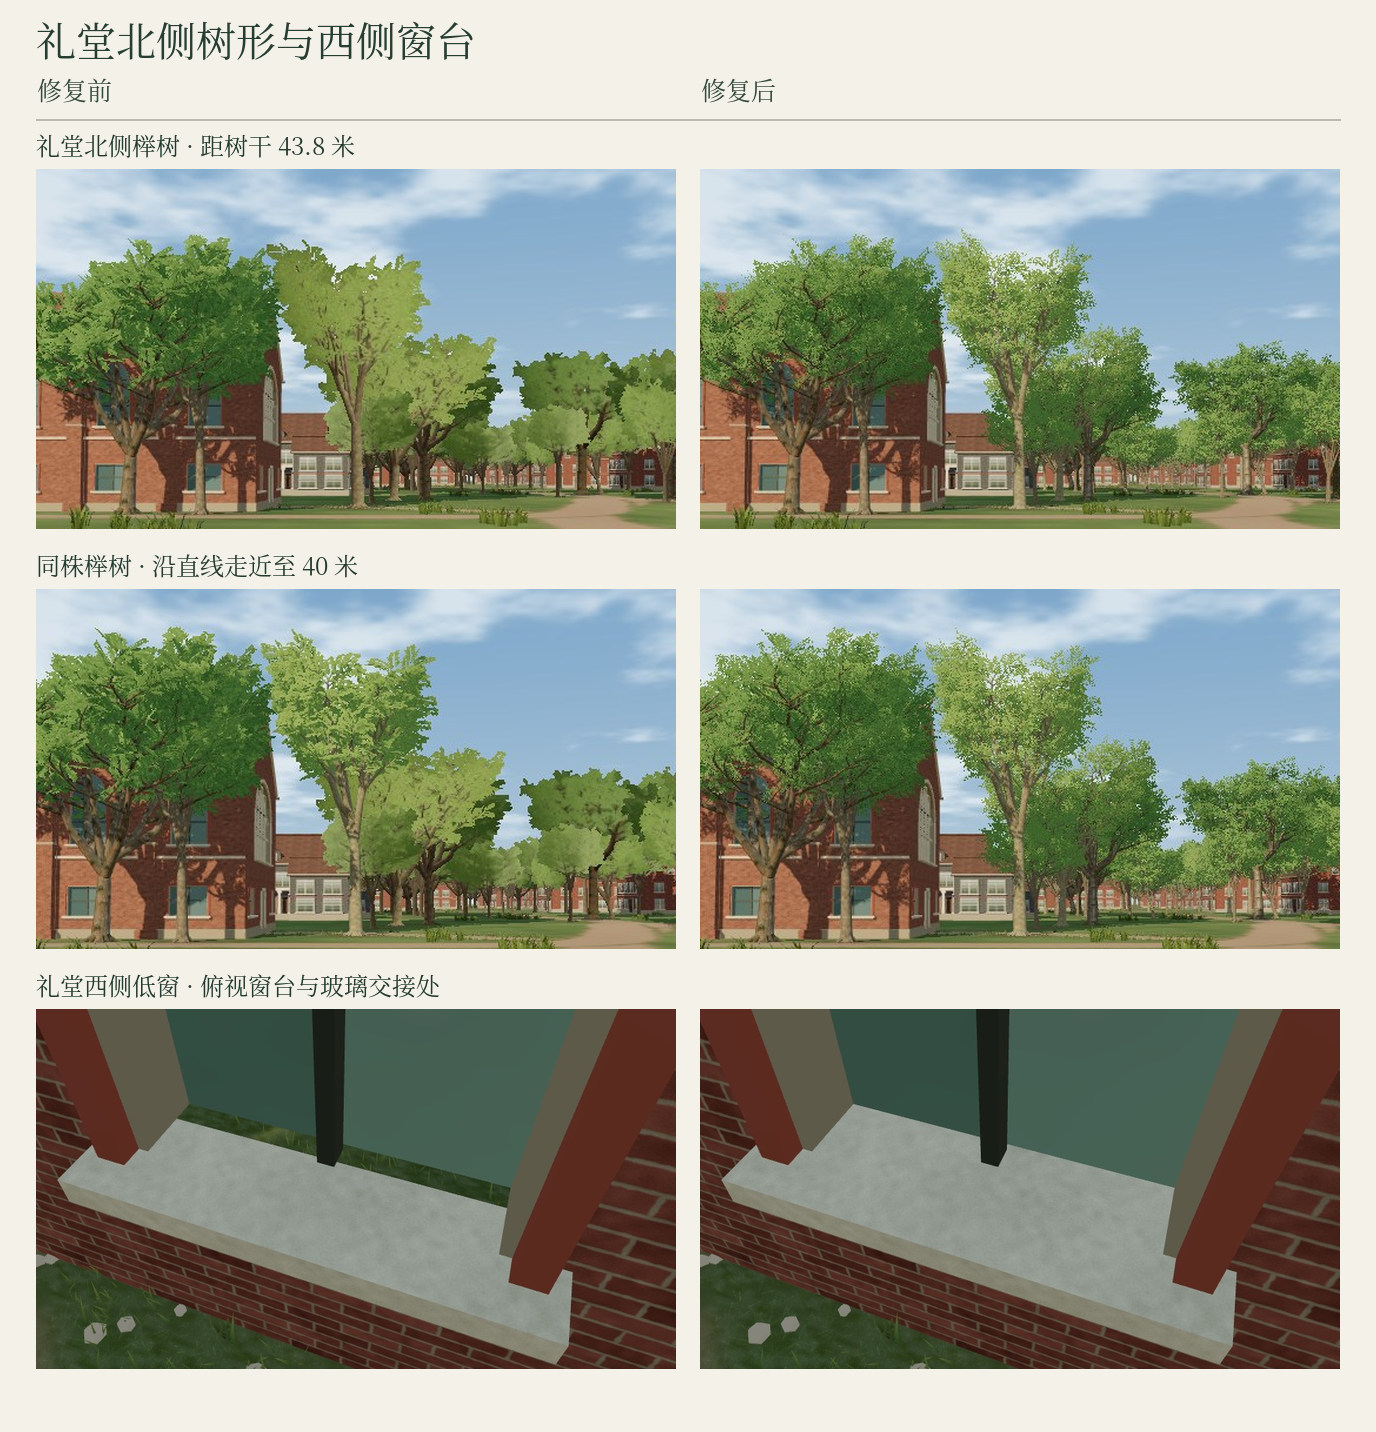 礼堂北侧树形与西侧窗台
修复前
修复后
礼堂北侧榉树 · 距树干 43.8 米
同株榉树 · 沿直线走近至 40 米
礼堂西侧低窗 · 俯视窗台与玻璃交接处